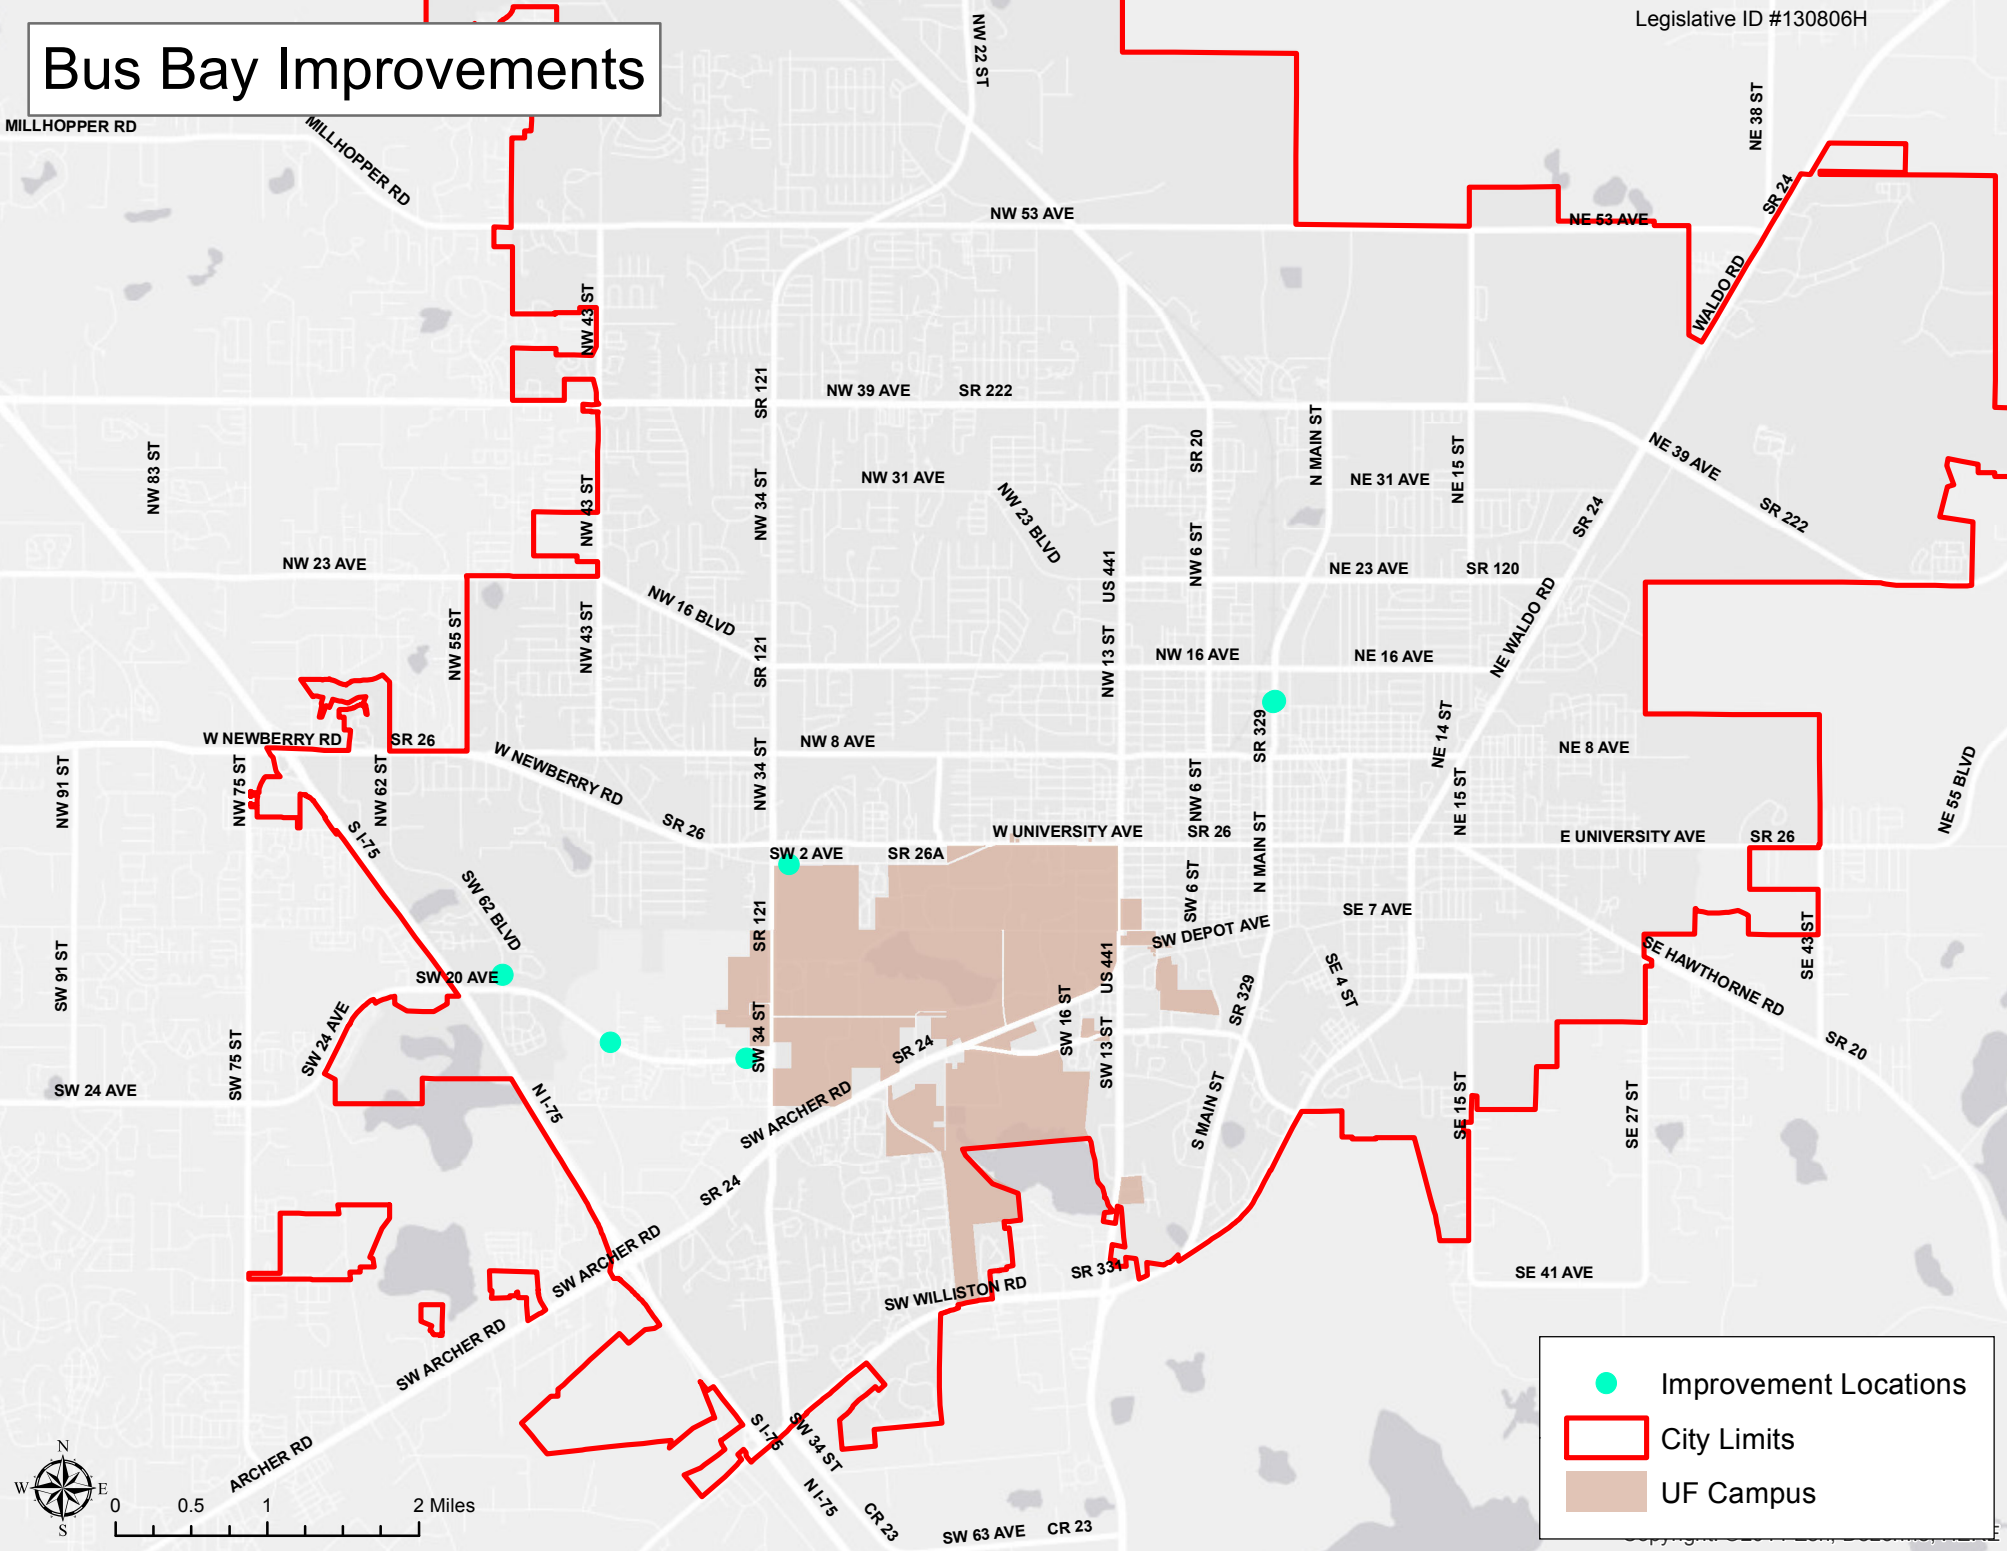 Legislative ID #130806H
Bus Bay Improvements
NW 22 ST
MILLHOPPER RD
MILLHOPPER RD
NE 38 ST
NW 53 AVE
NE 53 AVE
SR 24
WALDO RD
NW 43 ST
SR 121
NW 39 AVE
SR 222
NW 83 ST
NW 43 ST
NW 34 ST
NW 31 AVE
NW 23 BLVD
SR 20
N MAIN ST
NE 31 AVE
NE 15 ST
NE 39 AVE
SR 222
SR 24
NW 23 AVE
US 441
NW 6 ST
NE 23 AVE
SR 120
NW 55 ST
NW 43 ST
NW 16 BLVD
SR 121
NW 13 ST
NW 16 AVE
NE 16 AVE
NE WALDO RD
W NEWBERRY RD
SR 26
W NEWBERRY RD
NW 8 AVE
SR 329
NE 14 ST
NE 8 AVE
NW 91 ST
NW 75 ST
NW 62 ST
NW 34 ST
NW 6 ST
NE 15 ST
NE 55 BLVD
S I-75
SR 26
W UNIVERSITY AVE
SR 26
E UNIVERSITY AVE
SR 26
SW 2 AVE
SR 26A
N MAIN ST
SW 62 BLVD
SW 6 ST
SE 7 AVE
SR 121
SW DEPOT AVE
SW 91 ST
SW 20 AVE
US 441
SE 4 ST
SE HAWTHORNE RD
SE 43 ST
SW 24 AVE
SW 75 ST
SW 34 ST
SR 24
SW 16 ST
SW 13 ST
SR 329
SR 20
SW 24 AVE
N I-75
SW ARCHER RD
S MAIN ST
SE 15 ST
SE 27 ST
SR 24
SW ARCHER RD
SW WILLISTON RD
SR 331
SE 41 AVE
SW ARCHER RD
S I-75
SW 34 ST
ARCHER RD
N I-75
CR 23
SW 63 AVE
CR 23
N
W
E
S
0
0.5
1
2 Miles
Improvement Locations
City Limits
UF Campus